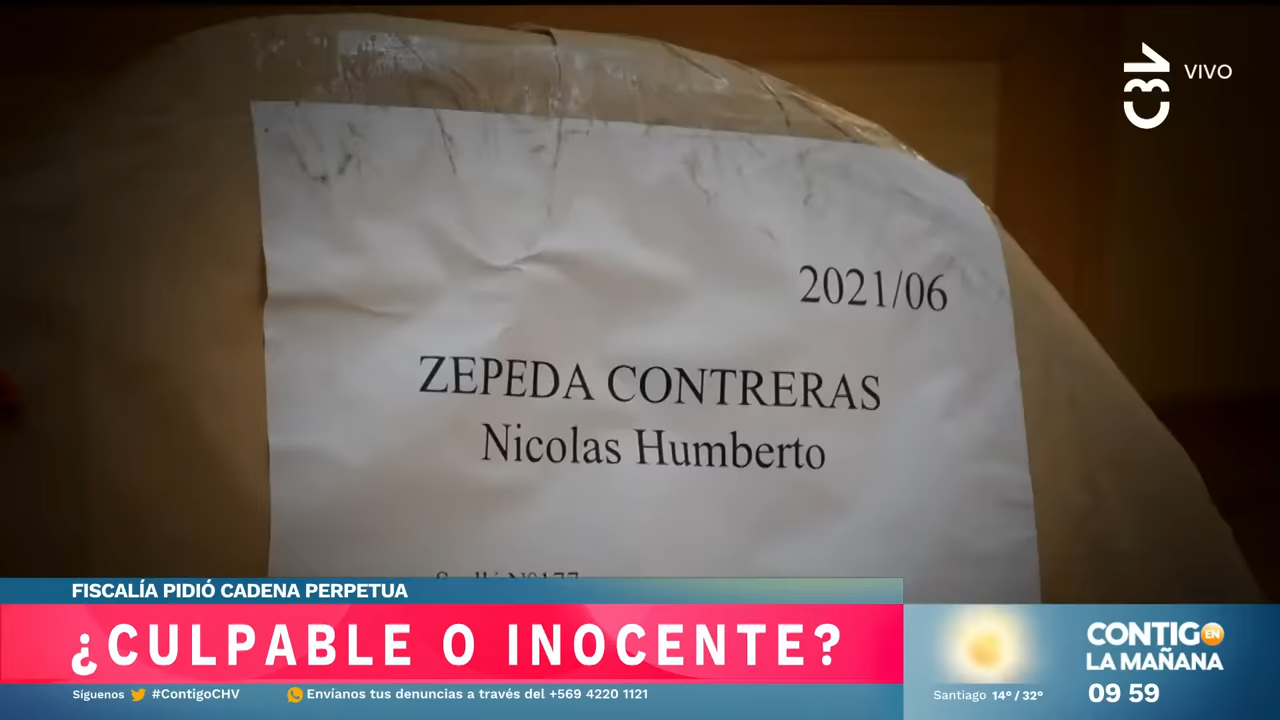 CHV
VIVO
2021/06
ZEPEDA CONTRERAS
Nicolas Humberto
FISCALÍA PIDIÓ CADENA PERPETUA
¿CULPABLE O INOCENTE?
Síguenos #ContigoCHV Envíanos tus denuncias a través del +569 4220 1121
Santiago 14° / 32°
CONTIGO EN
LA MAÑANA
09 59